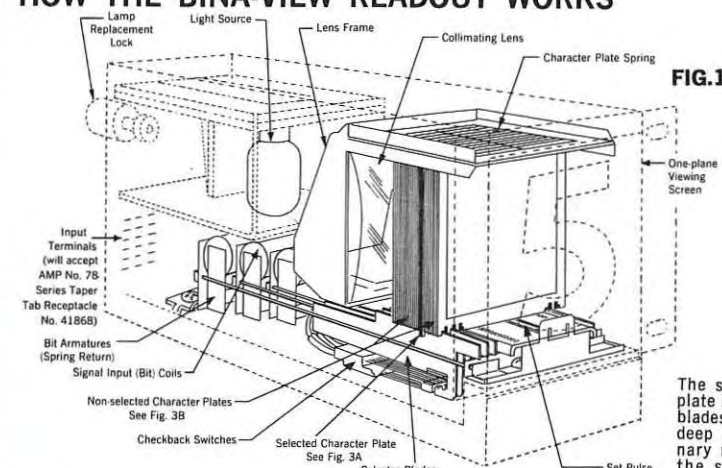 HOW THE BINA-VIEW READOUT WORKS
Lamp
Replacement
Lock
Light Source
Lens Frame
Collimating Lens
Character Plate Spring
FIG.1
One-plane
Viewing
Screen
5
Input
Terminals
(will accept
AMP No. 78
Series Taper
Tab Receptacle
No. 41868)
Bit Armatures
(Spring Return)
Signal Input (Bit) Coils
Non-selected Character Plates
See Fig. 3B
Checkback Switches
Selected Character Plate
See Fig. 3A
Selector Blades
Set Pulse
The s
plate
blades
deep
nary
the s